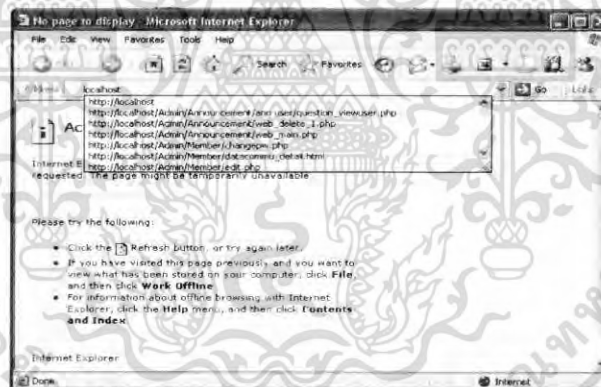 No page to display - Microsoft Internet Explorer
File Edit View Favorites Tools Help
Search Favorites
Address localhost Go Links
http://localhost
http://localhost/Admin/Announcement/announcer/question_viewuser.php
http://localhost/Admin/Announcement/web_delete_1.php
http://localhost/Admin/Announcement/web_main.php
http://localhost/Admin/Member/changepw.php
http://localhost/Admin/Member/datacommu_detail.html
http://localhost/Admin/Member/edit.php
Ac
Internet E
requested. The page might be temporarily unavailable
Please try the following:
Click the Refresh button, or try again later.
If you have visited this page previously and you want to
view what has been stored on your computer, click File,
and then click Work Offline
For information about offline browsing with Internet
Explorer, click the Help menu, and then click Contents
and Index
Internet Explorer
Done Internet